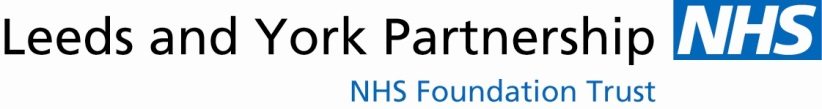 Leeds and York Partnership NHS
NHS Foundation Trust